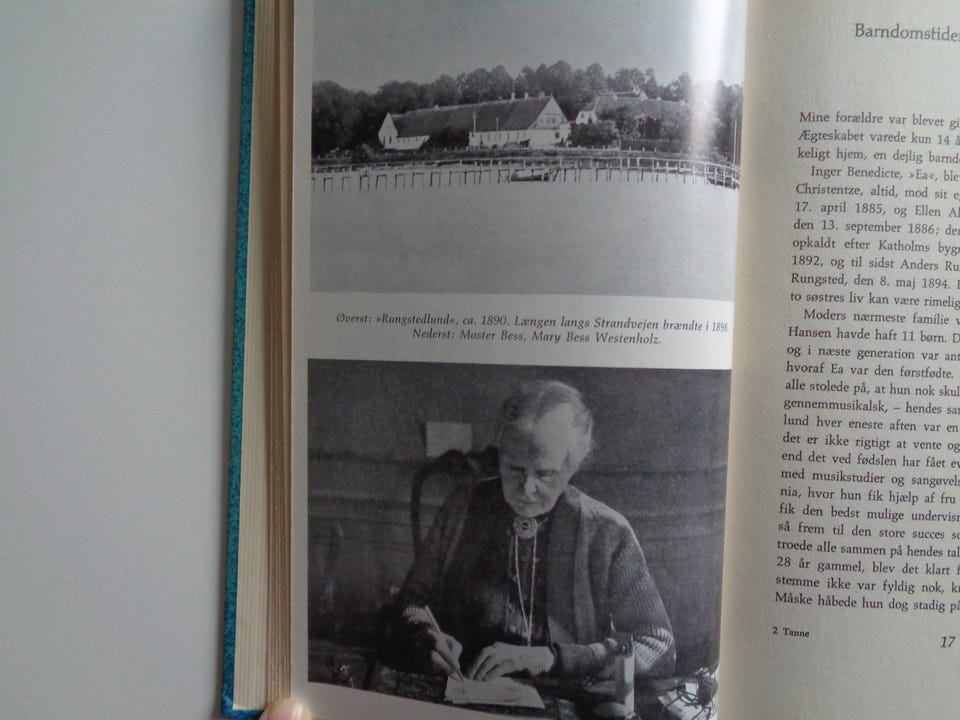 Øverst: »Rungstedlund«, ca. 1890. Længen langs Strandvejen brændte i 1898.
Nederst: Moster Bess, Mary Bess Westenholz.
Barndomstiden
Mine forældre var blevet gi
Ægteskabet varede kun 14 å
keligt hjem, en dejlig barnd
Inger Benedicte, »Ea«, ble
Christentze, altid, mod sit e
17. april 1885, og Ellen Al
den 13. september 1886; de
opkaldt efter Katholms byg
1892, og til sidst Anders Ru
Rungsted, den 8. maj 1894.
to søstres liv kan være rimelig
Moders nærmeste familie v
Hansen havde haft 11 børn. D
og i næste generation var ant
hvoraf Ea var den førstfødte.
alle stolede på, at hun nok skul
gennemmusikalsk, – hendes sa
lund hver eneste aften var en
det er ikke rigtigt at vente og
end det ved fødslen har fået ev
med musikstudier og sangøvels
nia, hvor hun fik hjælp af fru
fik den bedst mulige undervis
så frem til den store succes s
troede alle sammen på hendes tal
28 år gammel, blev det klart f
stemme ikke var fyldig nok, k
Måske håbede hun dog stadig på
2 Tanne
17